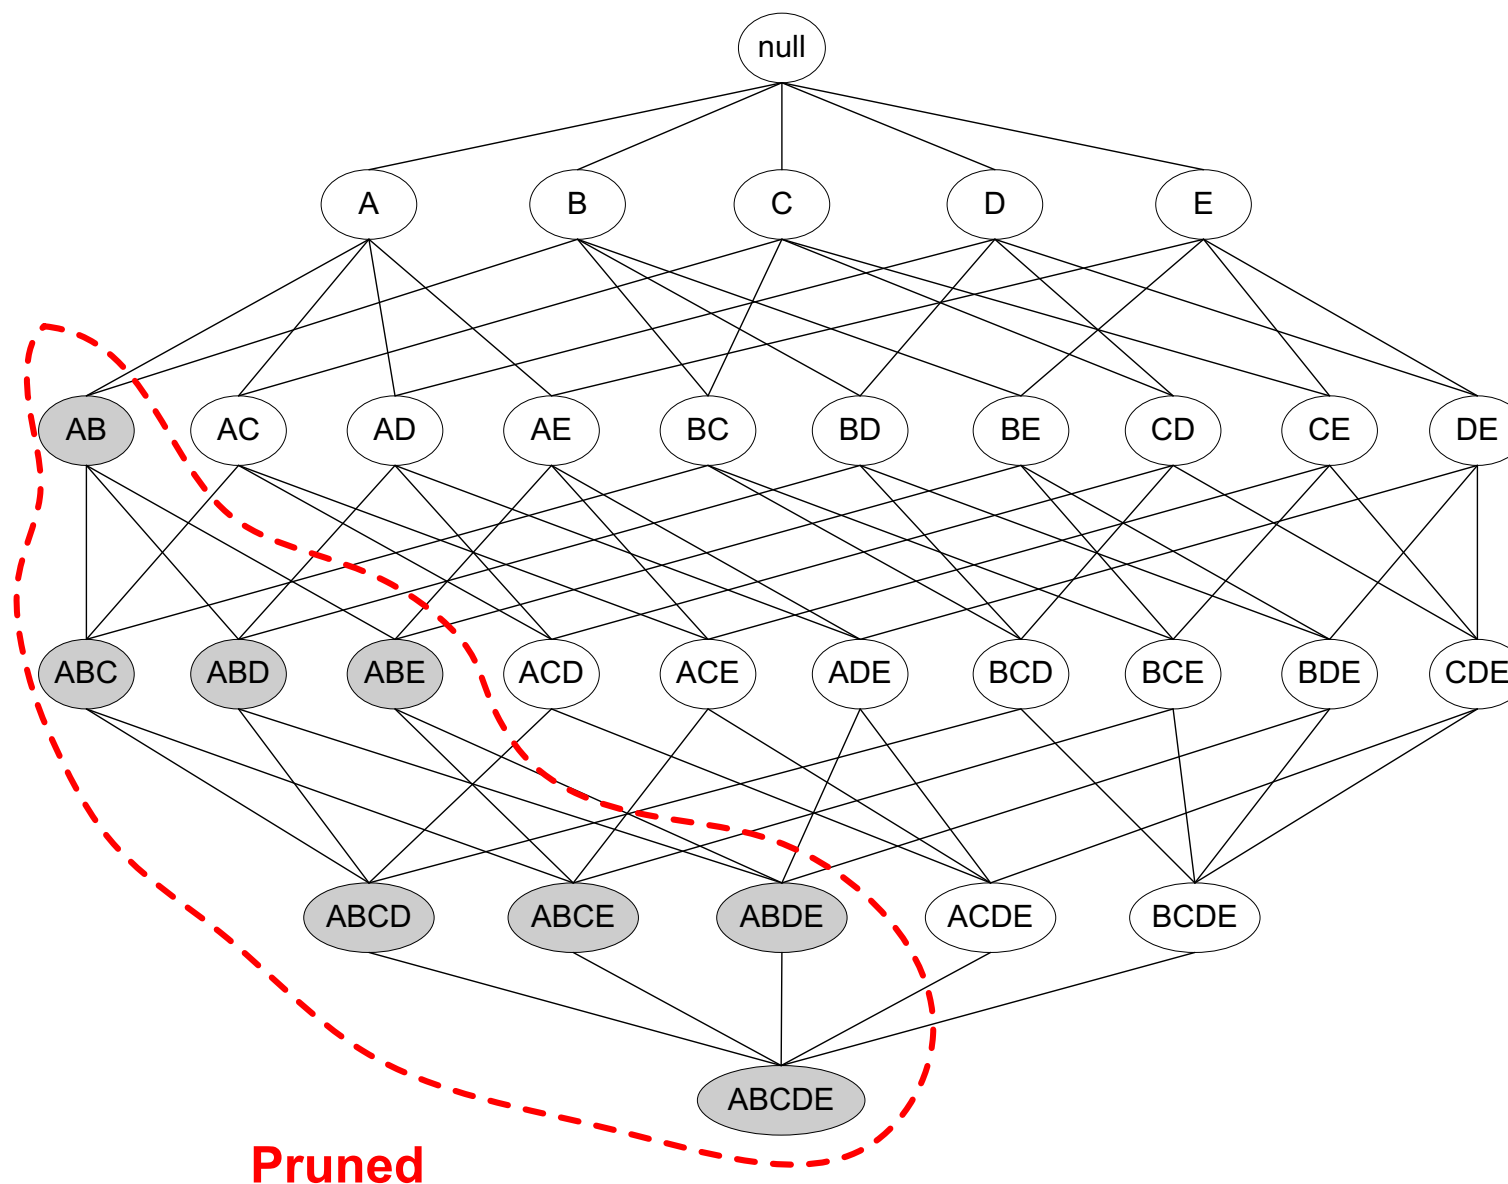 null
A B C D E
AB AC AD AE BC BD BE CD CE DE
ABC ABD ABE ACD ACE ADE BCD BCE BDE CDE
ABCD ABCE ABDE ACDE BCDE
ABCDE
Pruned